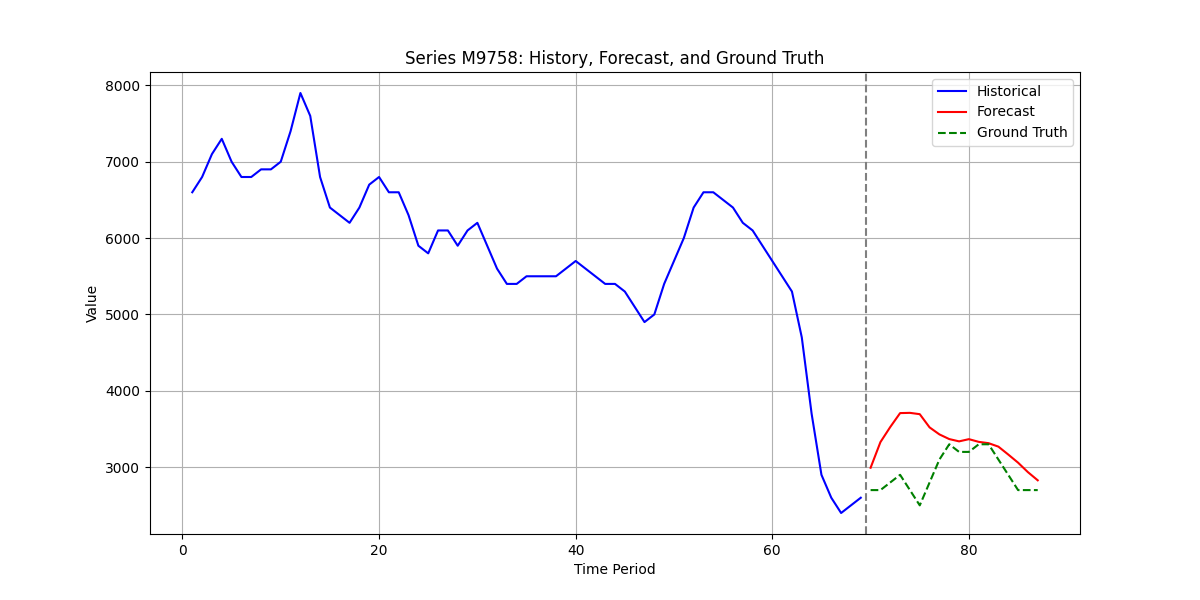 Series M9758: History, Forecast, and Ground Truth
Historical
Forecast
Ground Truth
Value
8000
7000
6000
5000
4000
3000
0
20
40
60
80
Time Period